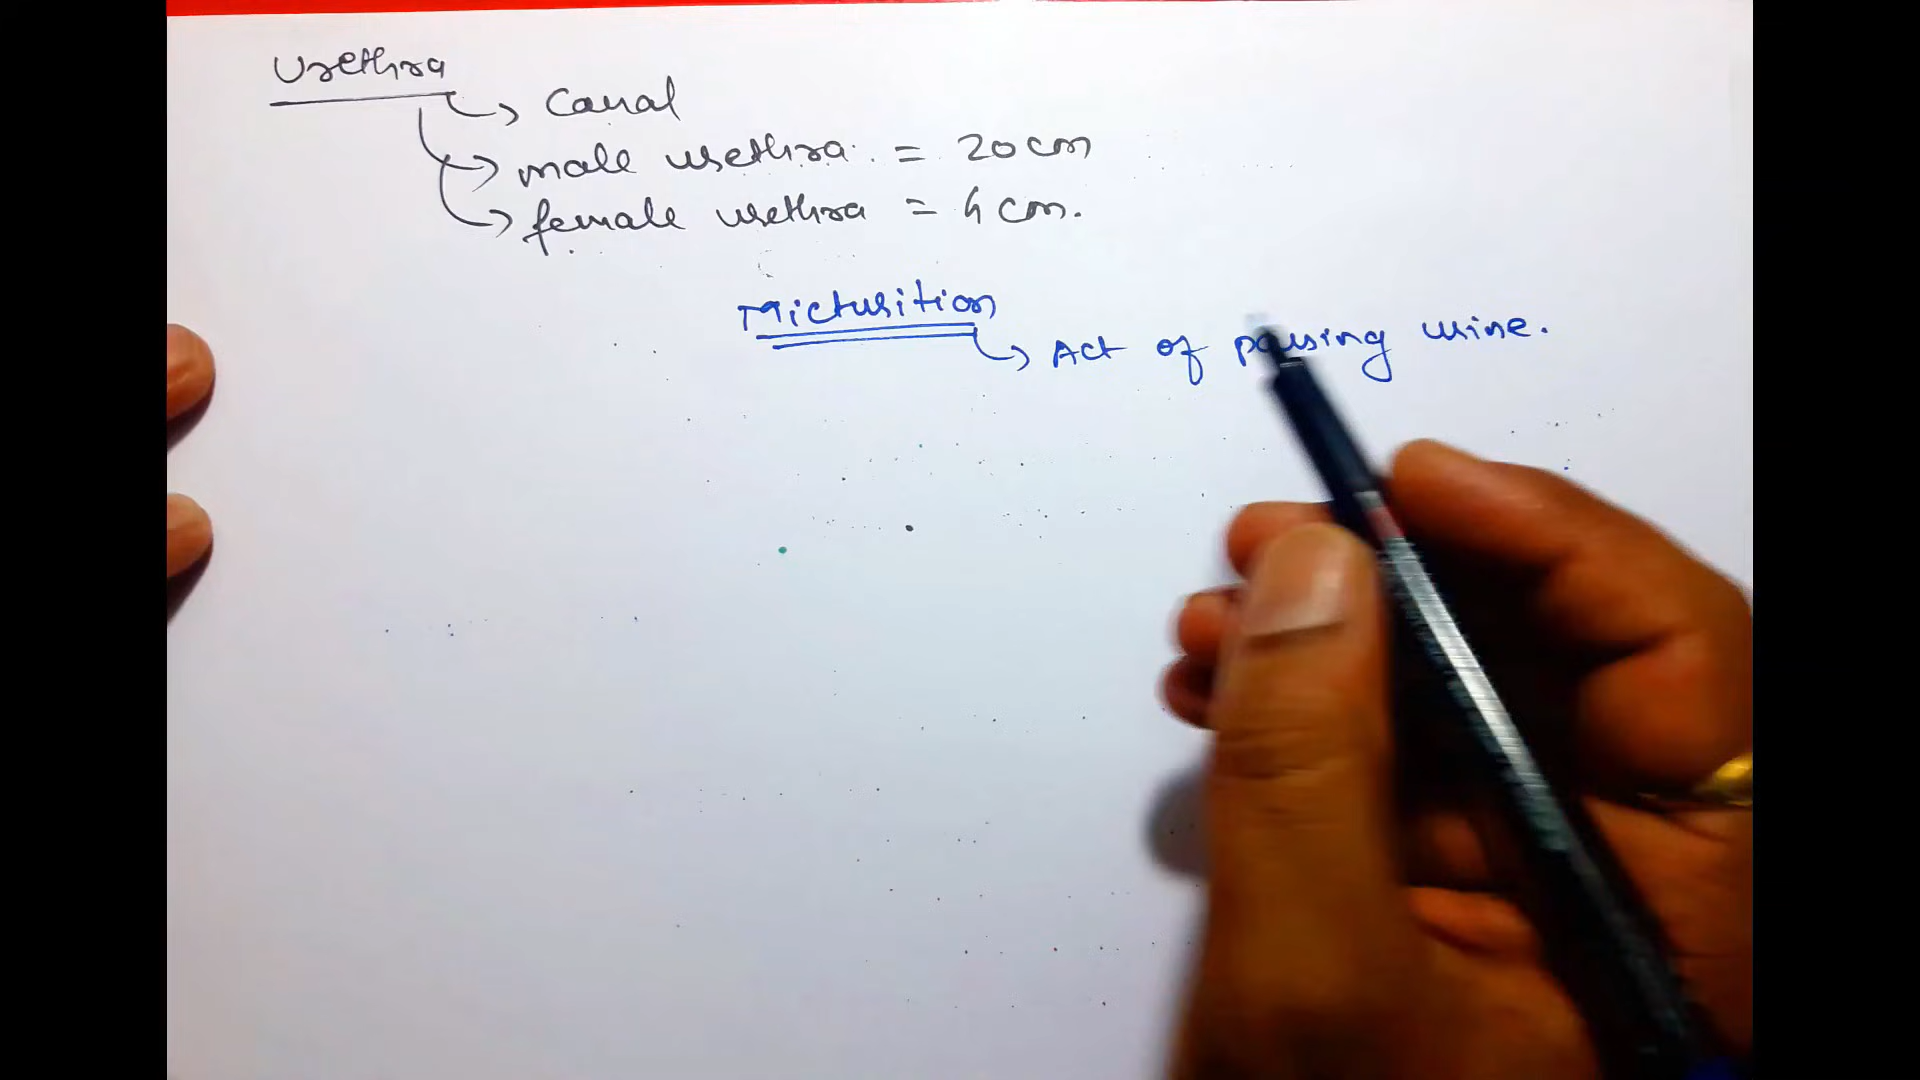 Urethra
→ Canal
→ male urethra = 20 cm
→ female urethra = 4 cm.
Micturition
→ Act of passing urine.